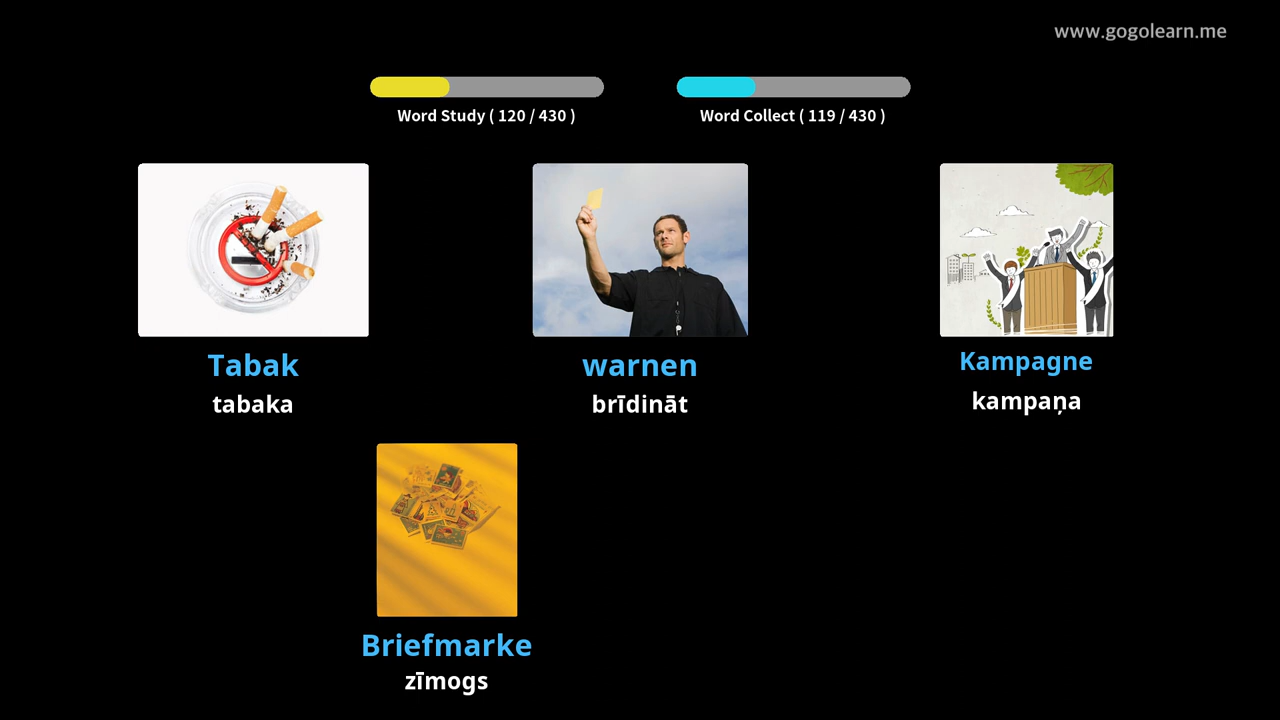 www.gogolearn.me
Word Study ( 120 / 430 )
Word Collect ( 119 / 430 )
Tabak
tabaka
warnen
brīdināt
Kampagne
kampaņa
Briefmarke
zīmogs